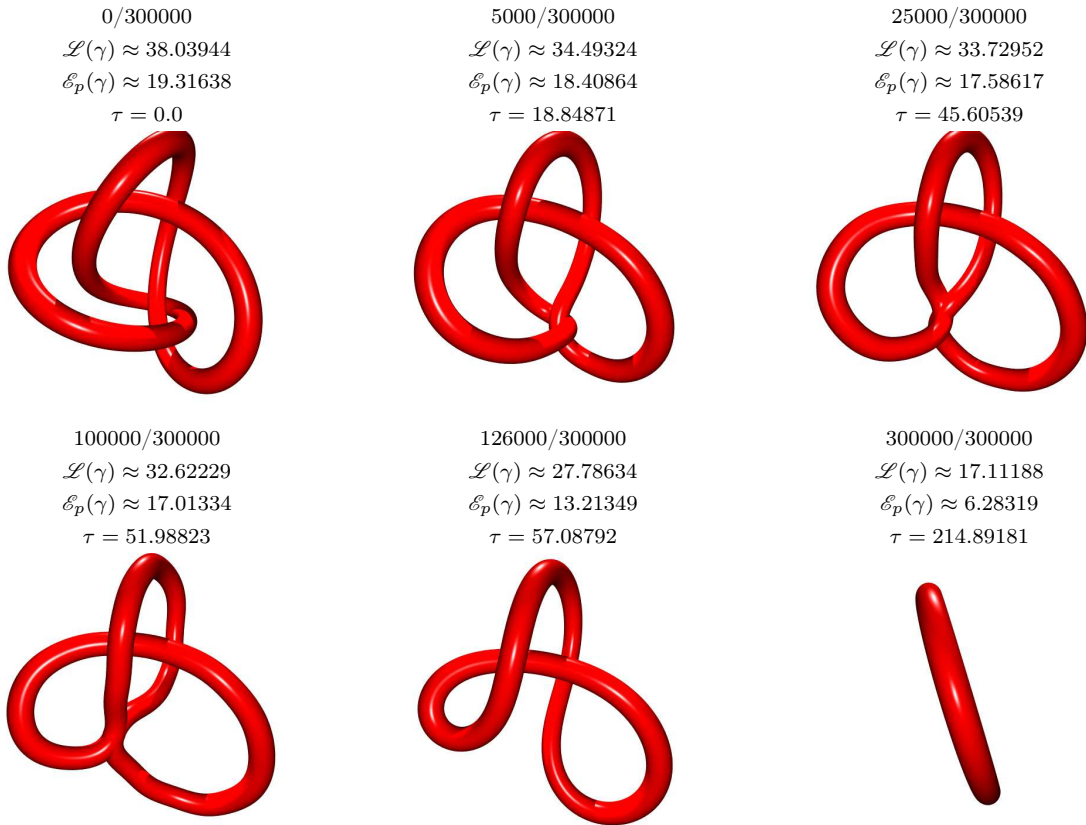 0/300000
ℒ(γ) ≈ 38.03944
ℰₚ(γ) ≈ 19.31638
τ = 0.0
5000/300000
ℒ(γ) ≈ 34.49324
ℰₚ(γ) ≈ 18.40864
τ = 18.84871
25000/300000
ℒ(γ) ≈ 33.72952
ℰₚ(γ) ≈ 17.58617
τ = 45.60539
100000/300000
ℒ(γ) ≈ 32.62229
ℰₚ(γ) ≈ 17.01334
τ = 51.98823
126000/300000
ℒ(γ) ≈ 27.78634
ℰₚ(γ) ≈ 13.21349
τ = 57.08792
300000/300000
ℒ(γ) ≈ 17.11188
ℰₚ(γ) ≈ 6.28319
τ = 214.89181